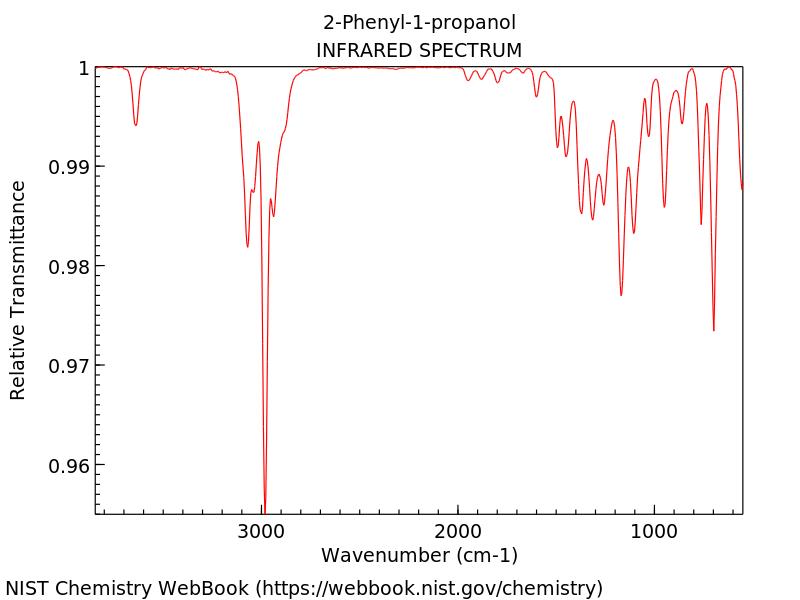 2-Phenyl-1-propanol
INFRARED SPECTRUM
1
0.99
0.98
0.97
0.96
Relative Transmittance
3000 2000 1000
Wavenumber (cm-1)
NIST Chemistry WebBook (https://webbook.nist.gov/chemistry)